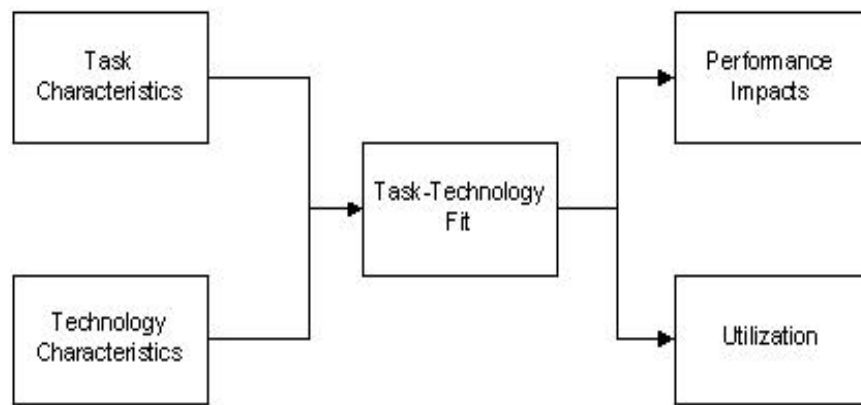 Task
Characteristics
Technology
Characteristics
Task-Technology
Fit
Performance
Impacts
Utilization